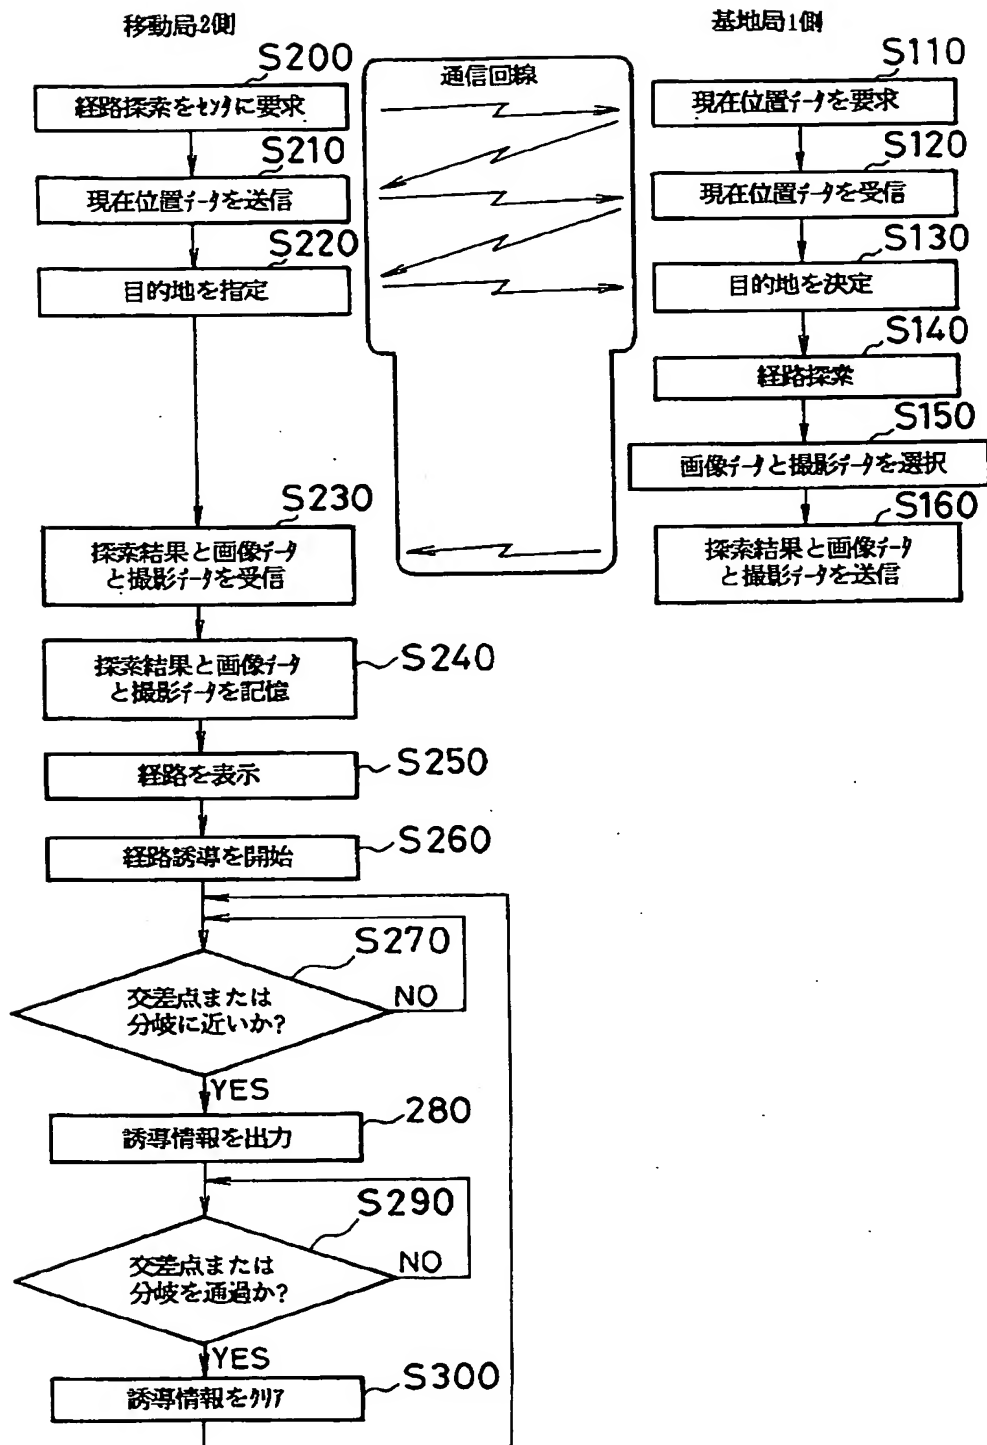 移動局2側
S200
経路探索をセンタに要求
S210
現在位置データを送信
S220
目的地を指定
通信回線
基地局1側
S110
現在位置データを要求
S120
現在位置データを受信
S130
目的地を決定
S140
経路探索
S150
画像データと撮影データを選択
S160
探索結果と画像データ
と撮影データを送信
S230
探索結果と画像データ
と撮影データを受信
S240
探索結果と画像データ
と撮影データを記憶
S250
経路を表示
S260
経路誘導を開始
S270
交差点または
分岐に近いか?
NO
YES
280
誘導情報を出力
S290
交差点または
分岐を通過か?
NO
YES
S300
誘導情報をクリア